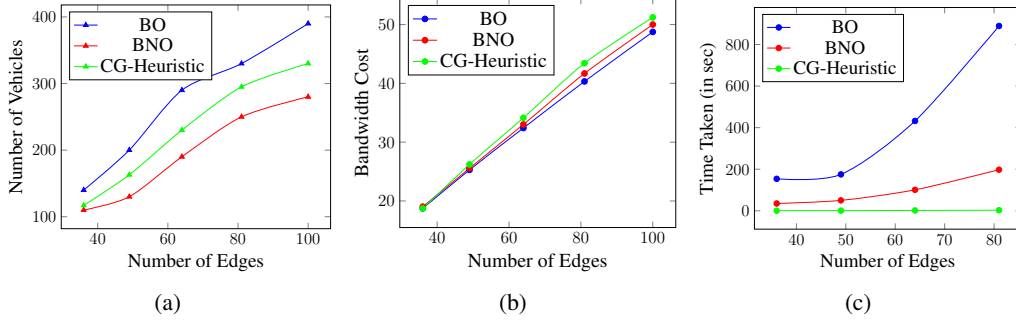 BO
BNO
CG-Heuristic
400
300
200
100
40
60
80
100
Number of Vehicles
Number of Edges
(a)
BO
BNO
CG-Heuristic
50
40
30
20
40
60
80
100
Bandwidth Cost
Number of Edges
(b)
BO
BNO
CG-Heuristic
800
600
400
200
0
40
50
60
70
80
Time Taken (in sec)
Number of Edges
(c)